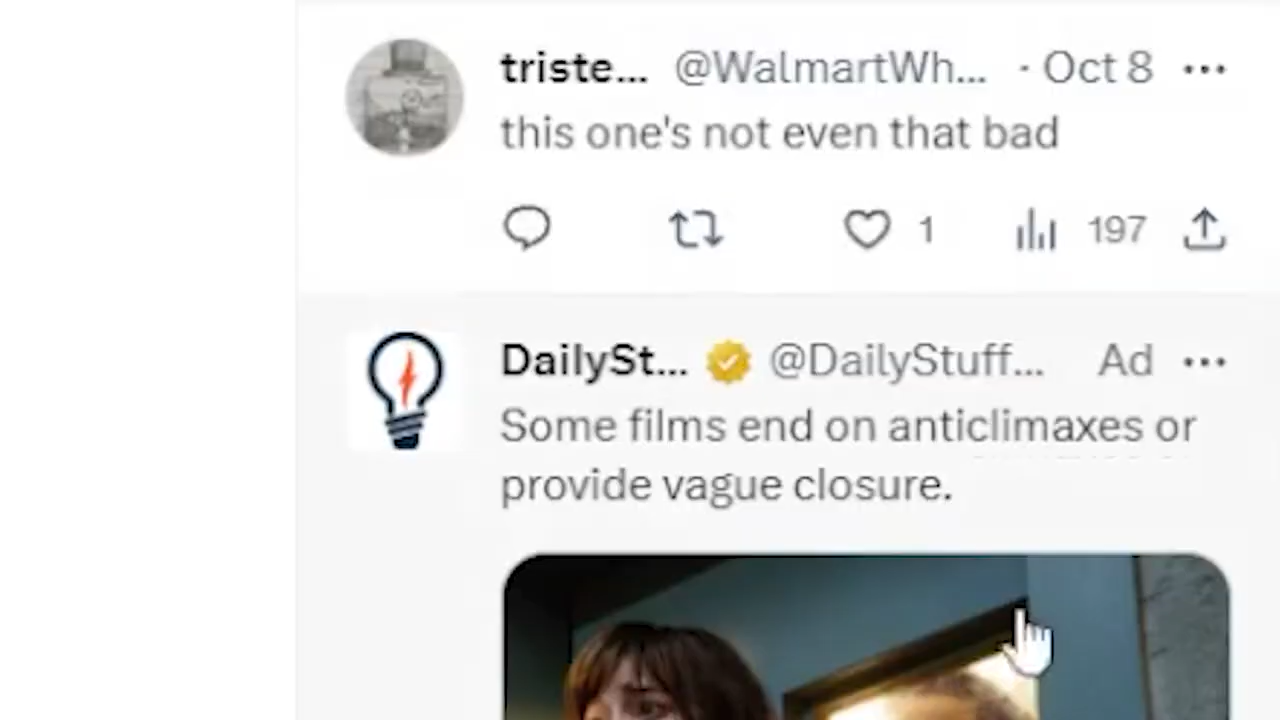 triste... @WalmartWh... · Oct 8 ...
this one's not even that bad
1 197
DailySt... @DailyStuff... Ad ...
Some films end on anticlimaxes or
provide vague closure.